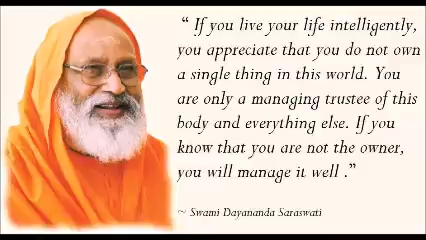 “ If you live your life intelligently,
you appreciate that you do not own
a single thing in this world. You
are only a managing trustee of this
body and everything else. If you
know that you are not the owner,
you will manage it well .”
~ Swami Dayananda Saraswati